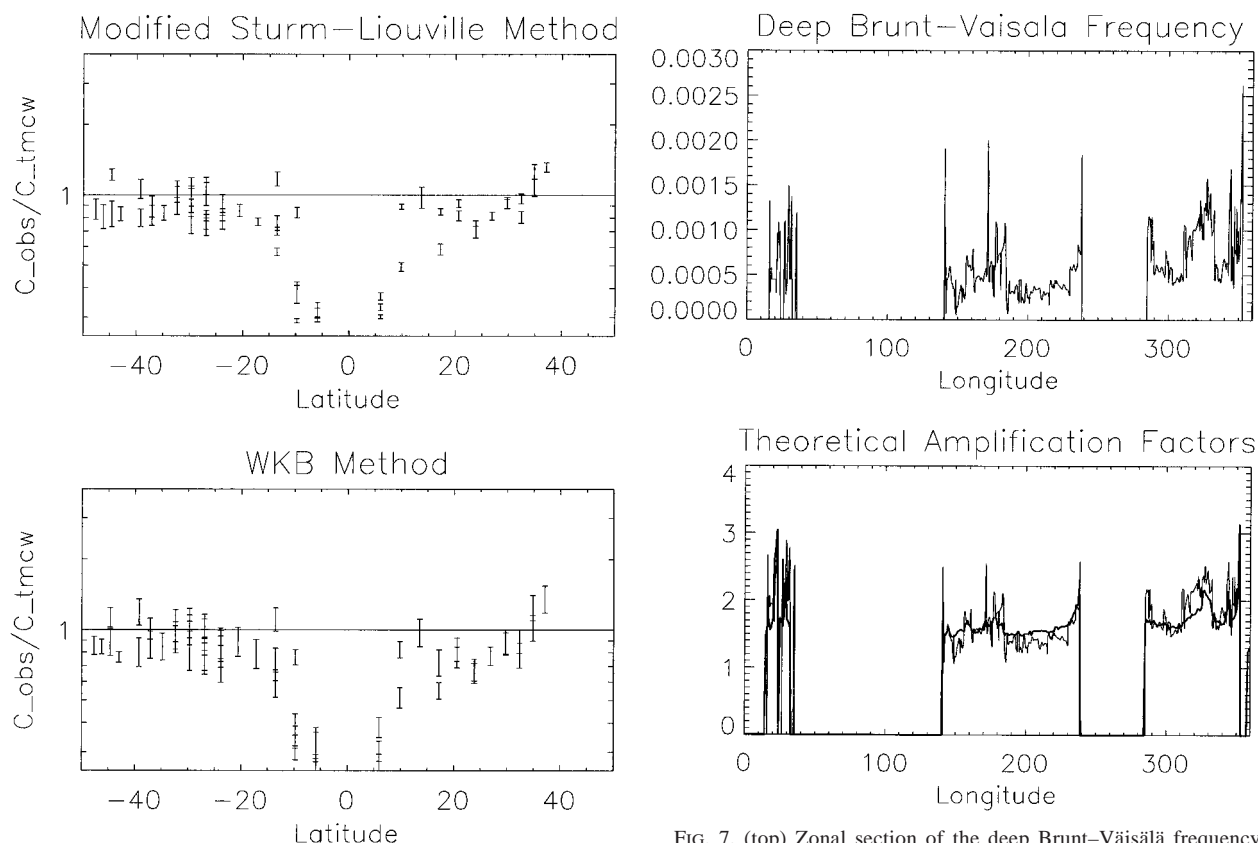 Modified Sturm–Liouville Method
C_obs/C_tmcw
1
−40 −20 0 20 40
Latitude
WKB Method
C_obs/C_tmcw
1
−40 −20 0 20 40
Latitude
Deep Brunt–Vaisala Frequency
0.0030
0.0025
0.0020
0.0015
0.0010
0.0005
0.0000
0 100 200 300
Longitude
Theoretical Amplification Factors
4
3
2
1
0
0 100 200 300
Longitude
FIG. 7. (top) Zonal section of the deep Brunt–Väisälä frequency